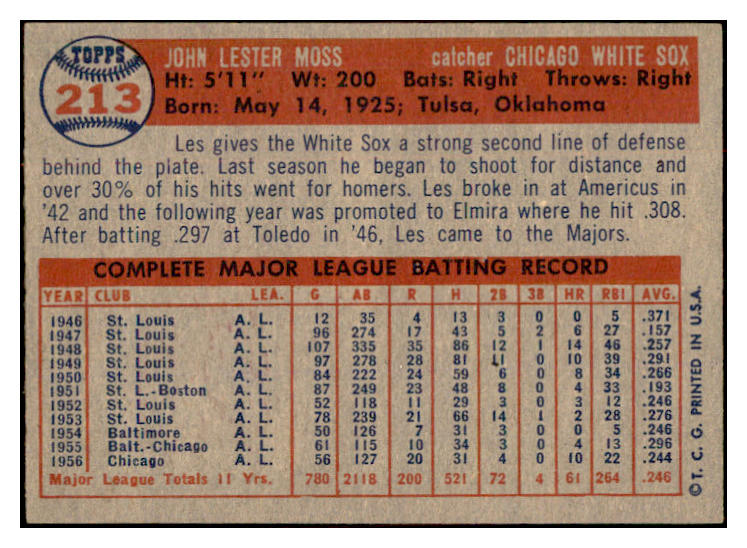 TOPPS
213
JOHN LESTER MOSS catcher CHICAGO WHITE SOX
Ht: 5'11" Wt: 200 Bats: Right Throws: Right
Born: May 14, 1925; Tulsa, Oklahoma
Les gives the White Sox a strong second line of defense
behind the plate. Last season he began to shoot for distance and
over 30% of his hits went for homers. Les broke in at Americus in
'42 and the following year was promoted to Elmira where he hit .308.
After batting .297 at Toledo in '46, Les came to the Majors.
COMPLETE MAJOR LEAGUE BATTING RECORD
YEAR CLUB LEA. G AB R H 2B 3B HR RBI AVG.
1946 St. Louis A. L. 12 35 4 13 3 0 0 5 .371
1947 St. Louis A. L. 96 274 17 43 5 2 6 27 .157
1948 St. Louis A. L. 107 335 35 86 12 1 14 46 .257
1949 St. Louis A. L. 97 278 28 81 11 0 10 39 .291
1950 St. Louis A. L. 84 222 24 59 6 0 8 34 .266
1951 St. L.-Boston A. L. 87 249 23 48 8 0 4 33 .193
1952 St. Louis A. L. 52 118 11 29 3 0 3 12 .246
1953 St. Louis A. L. 78 239 21 66 14 1 2 28 .276
1954 Baltimore A. L. 50 126 7 31 3 0 0 5 .246
1955 Balt.-Chicago A. L. 61 115 10 34 3 0 4 13 .296
1956 Chicago A. L. 56 127 20 31 4 0 10 22 .244
Major League Totals 11 Yrs. 780 2118 200 521 72 4 61 264 .246
© T. C. G. PRINTED IN U.S.A.